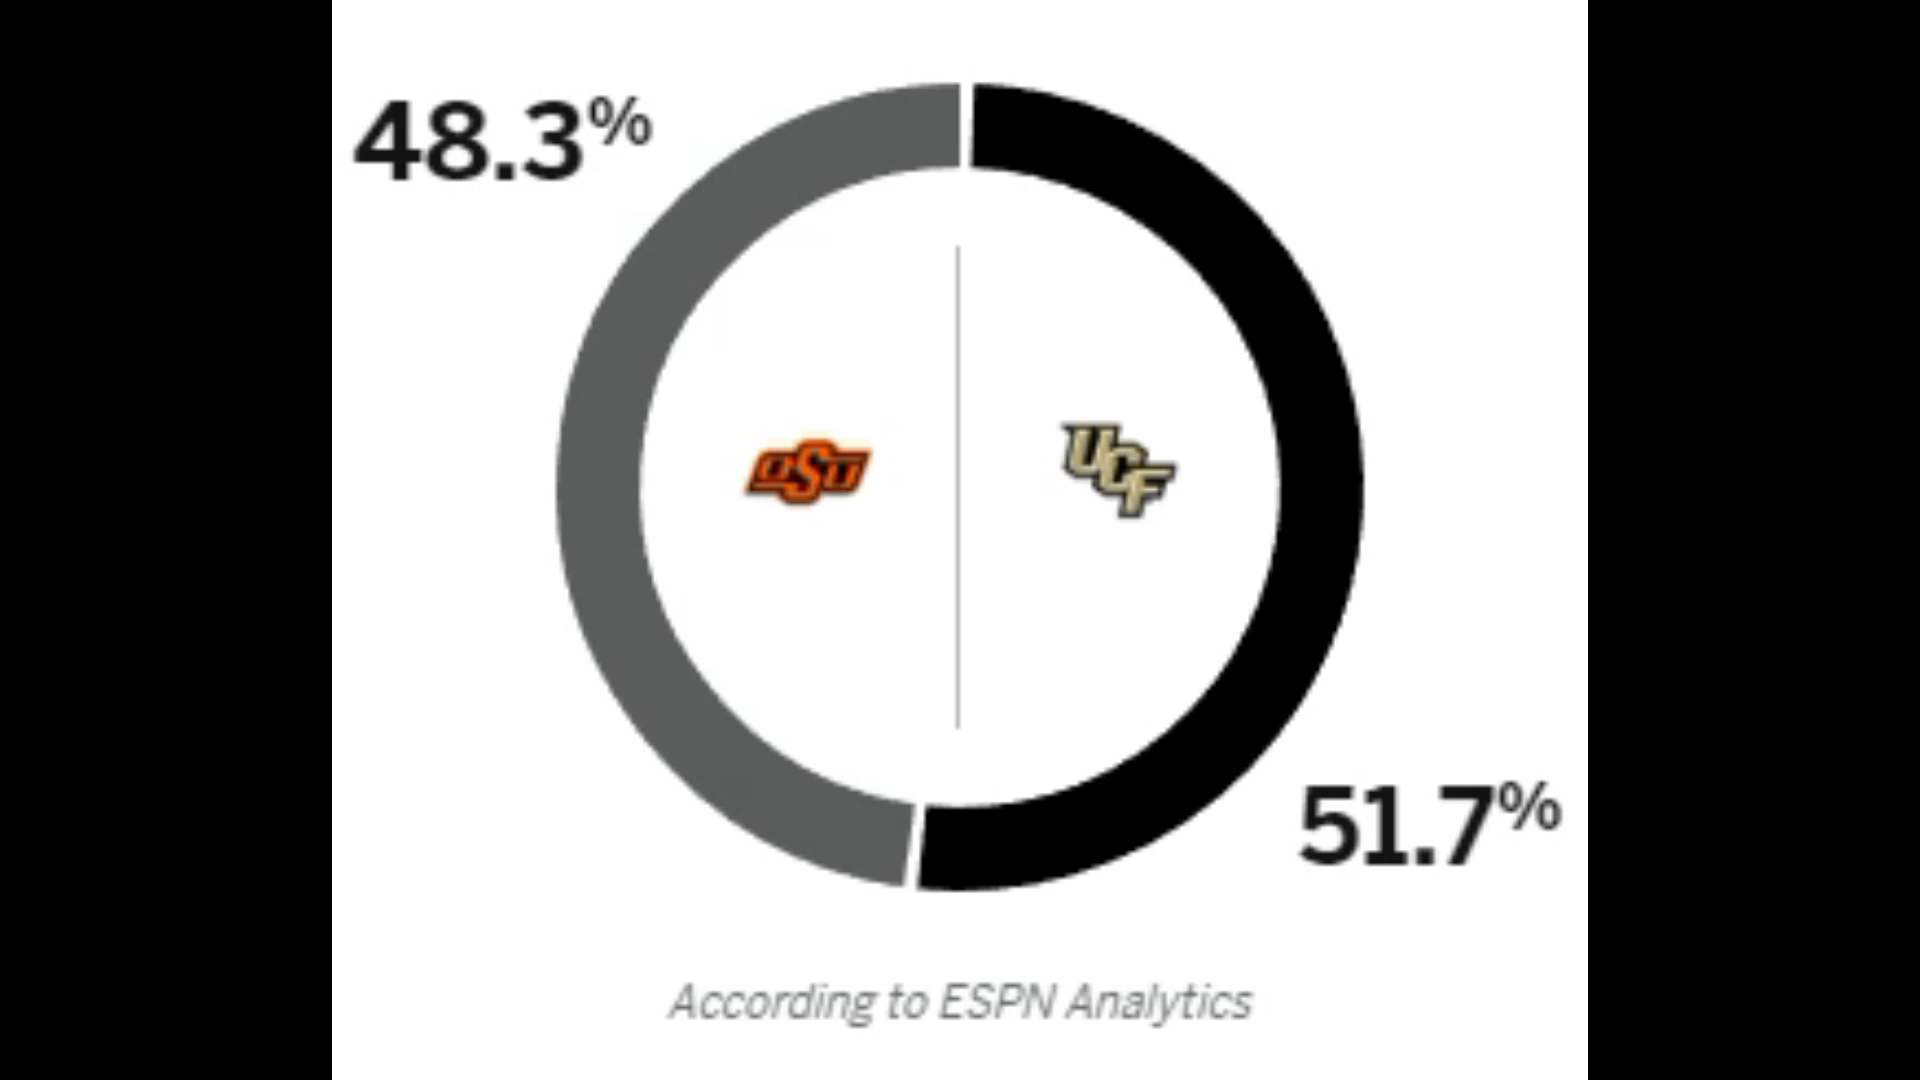 48.3%
OSU
UCF
51.7%
According to ESPN Analytics